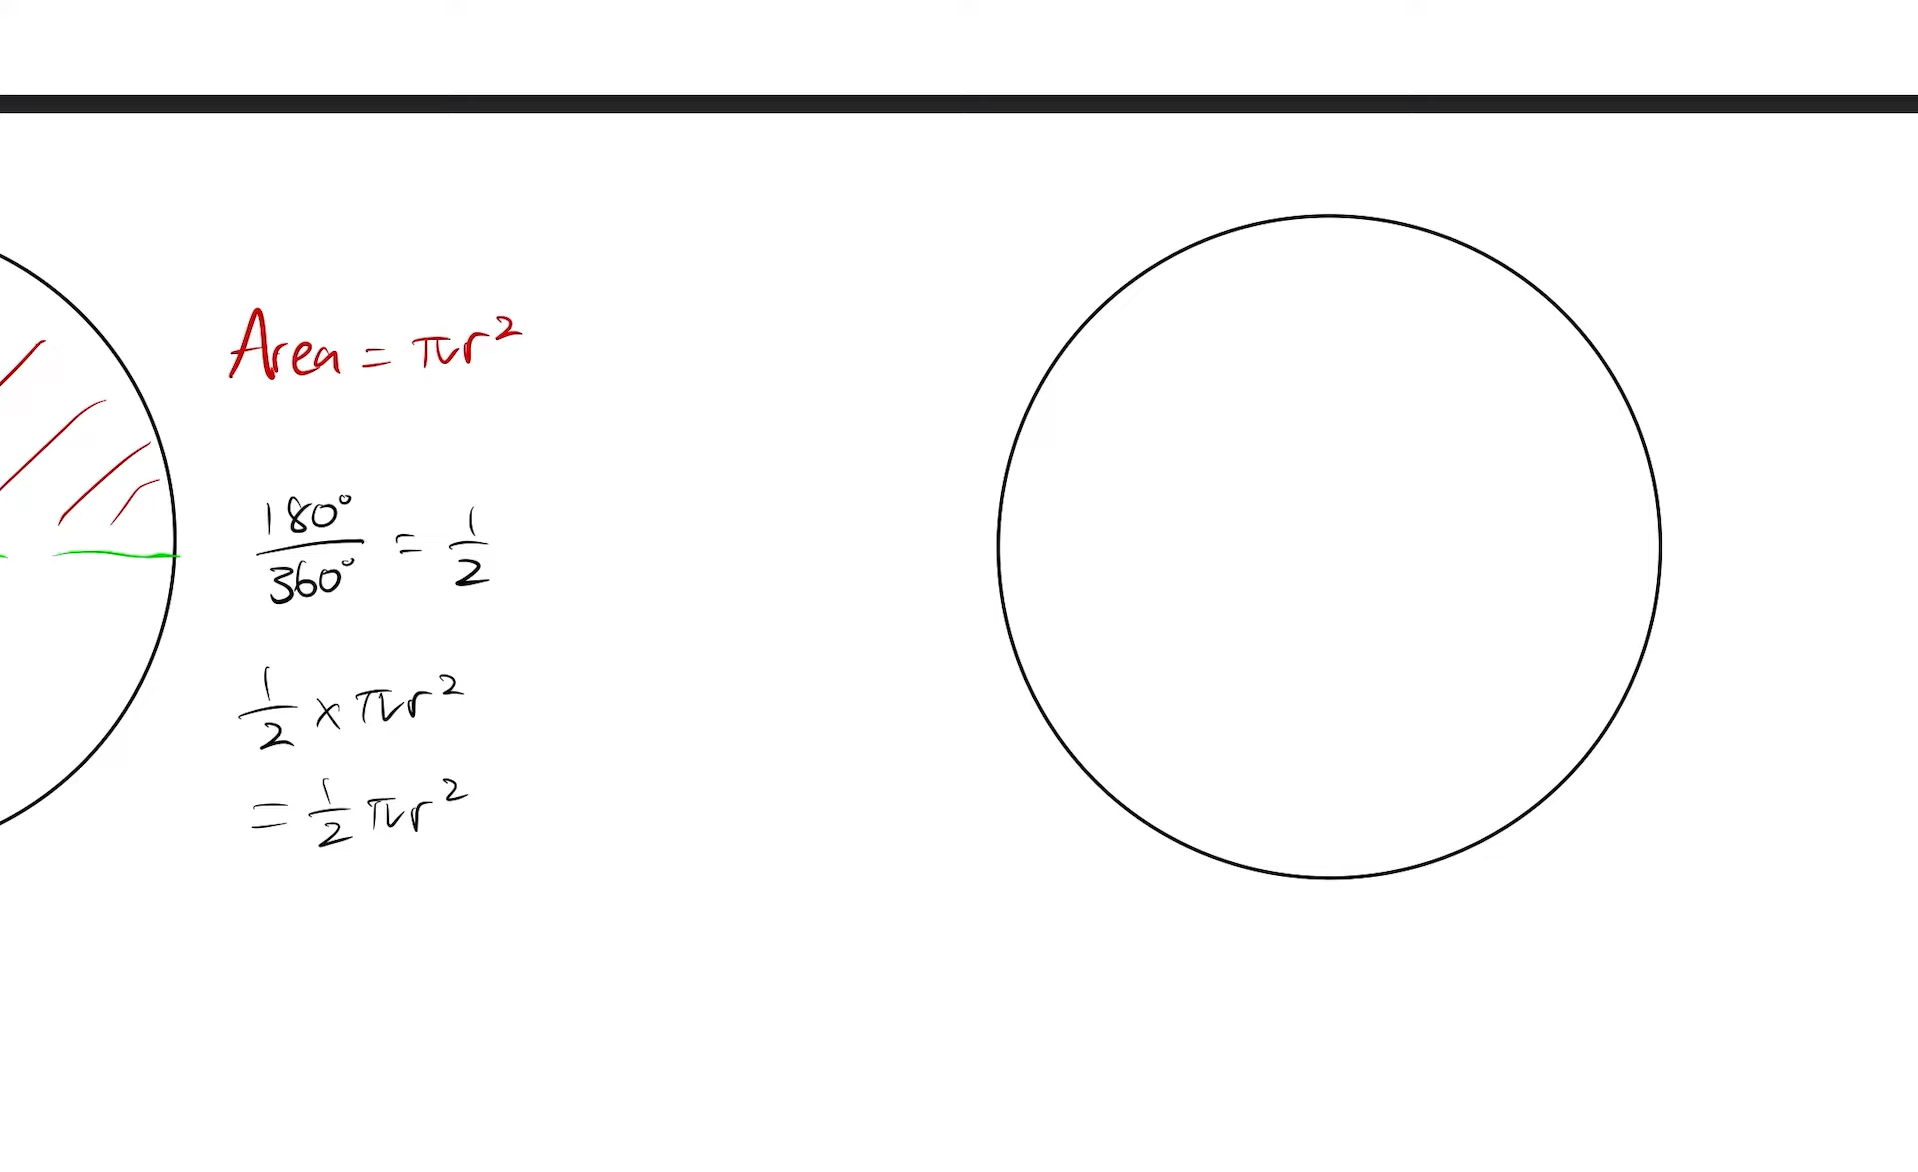 Area = πr²
180°/360° = 1/2
1/2 × πr²
= 1/2 πr²